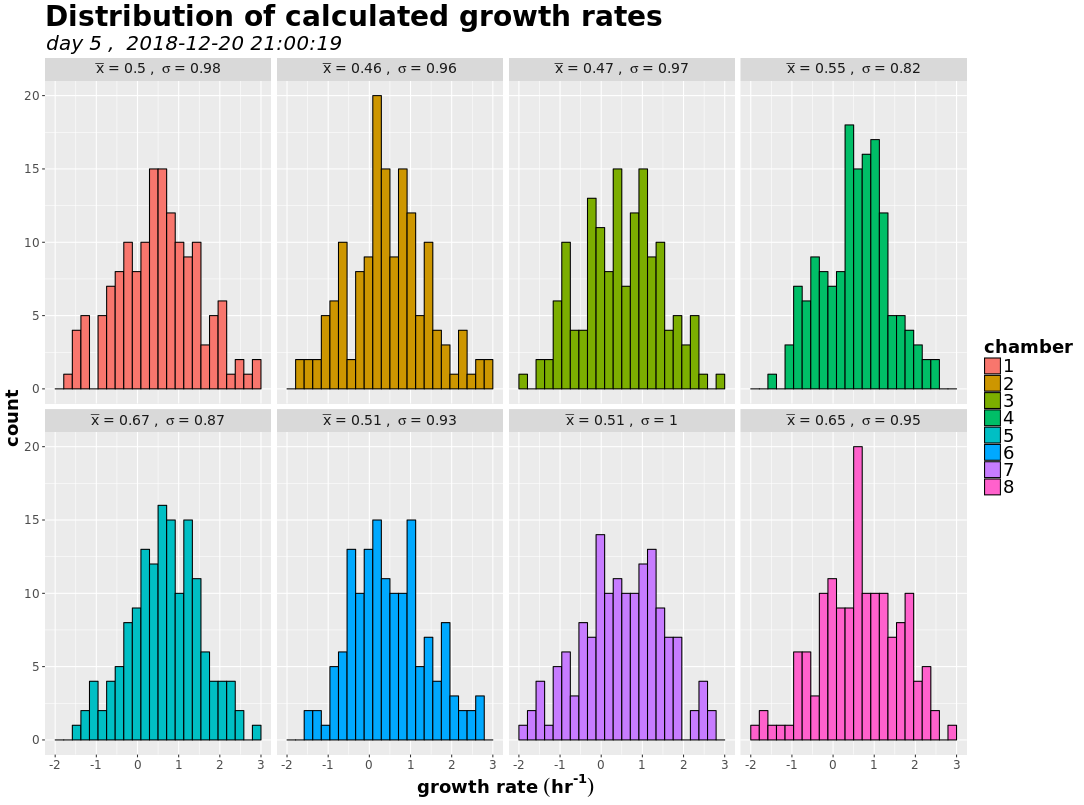 Distribution of calculated growth rates
day 5 ,  2018-12-20 21:00:19
x̅ = 0.5 ,  σ = 0.98
x̅ = 0.46 ,  σ = 0.96
x̅ = 0.47 ,  σ = 0.97
x̅ = 0.55 ,  σ = 0.82
20
15
10
5
0
x̅ = 0.67 ,  σ = 0.87
x̅ = 0.51 ,  σ = 0.93
x̅ = 0.51 ,  σ = 1
x̅ = 0.65 ,  σ = 0.95
20
15
10
5
0
-2 -1 0 1 2 3
-2 -1 0 1 2 3
-2 -1 0 1 2 3
-2 -1 0 1 2 3
count
growth rate (hr⁻¹)
chamber
1
2
3
4
5
6
7
8